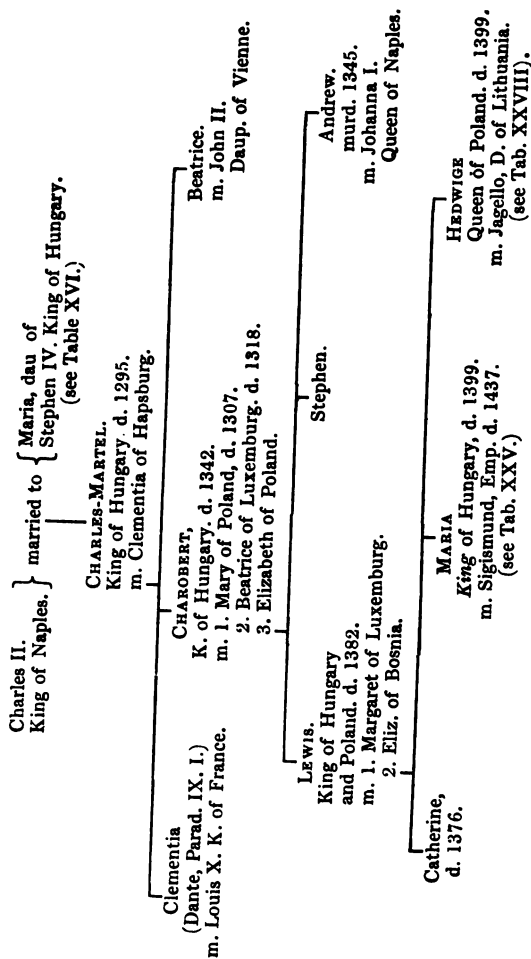 Charles II.
King of Naples.
} married to {
Maria, dau of
Stephen IV. King of Hungary.
(see Table XVI.)
CHARLES-MARTEL.
King of Hungary. d. 1295.
m. Clementia of Hapsburg.
Clementia
(Dante, Parad. IX. I.)
m. Louis X. K. of France.
CHAROBERT,
K. of Hungary. d. 1342.
m. 1. Mary of Poland, d. 1307.
2. Beatrice of Luxemburg. d. 1318.
3. Elizabeth of Poland.
Beatrice.
m. John II.
Daup. of Vienne.
LEWIS.
King of Hungary
and Poland. d. 1382.
m. 1. Margaret of Luxemburg.
2. Eliz. of Bosnia.
Stephen.
Andrew.
murd. 1345.
m. Johanna I.
Queen of Naples.
Catherine,
d. 1376.
MARIA
King of Hungary, d. 1399.
m. Sigismund, Emp. d. 1437.
(see Tab. XXV.)
HEDWIGE
Queen of Poland. d. 1399.
m. Jagello, D. of Lithuania.
(see Tab. XXVIII).